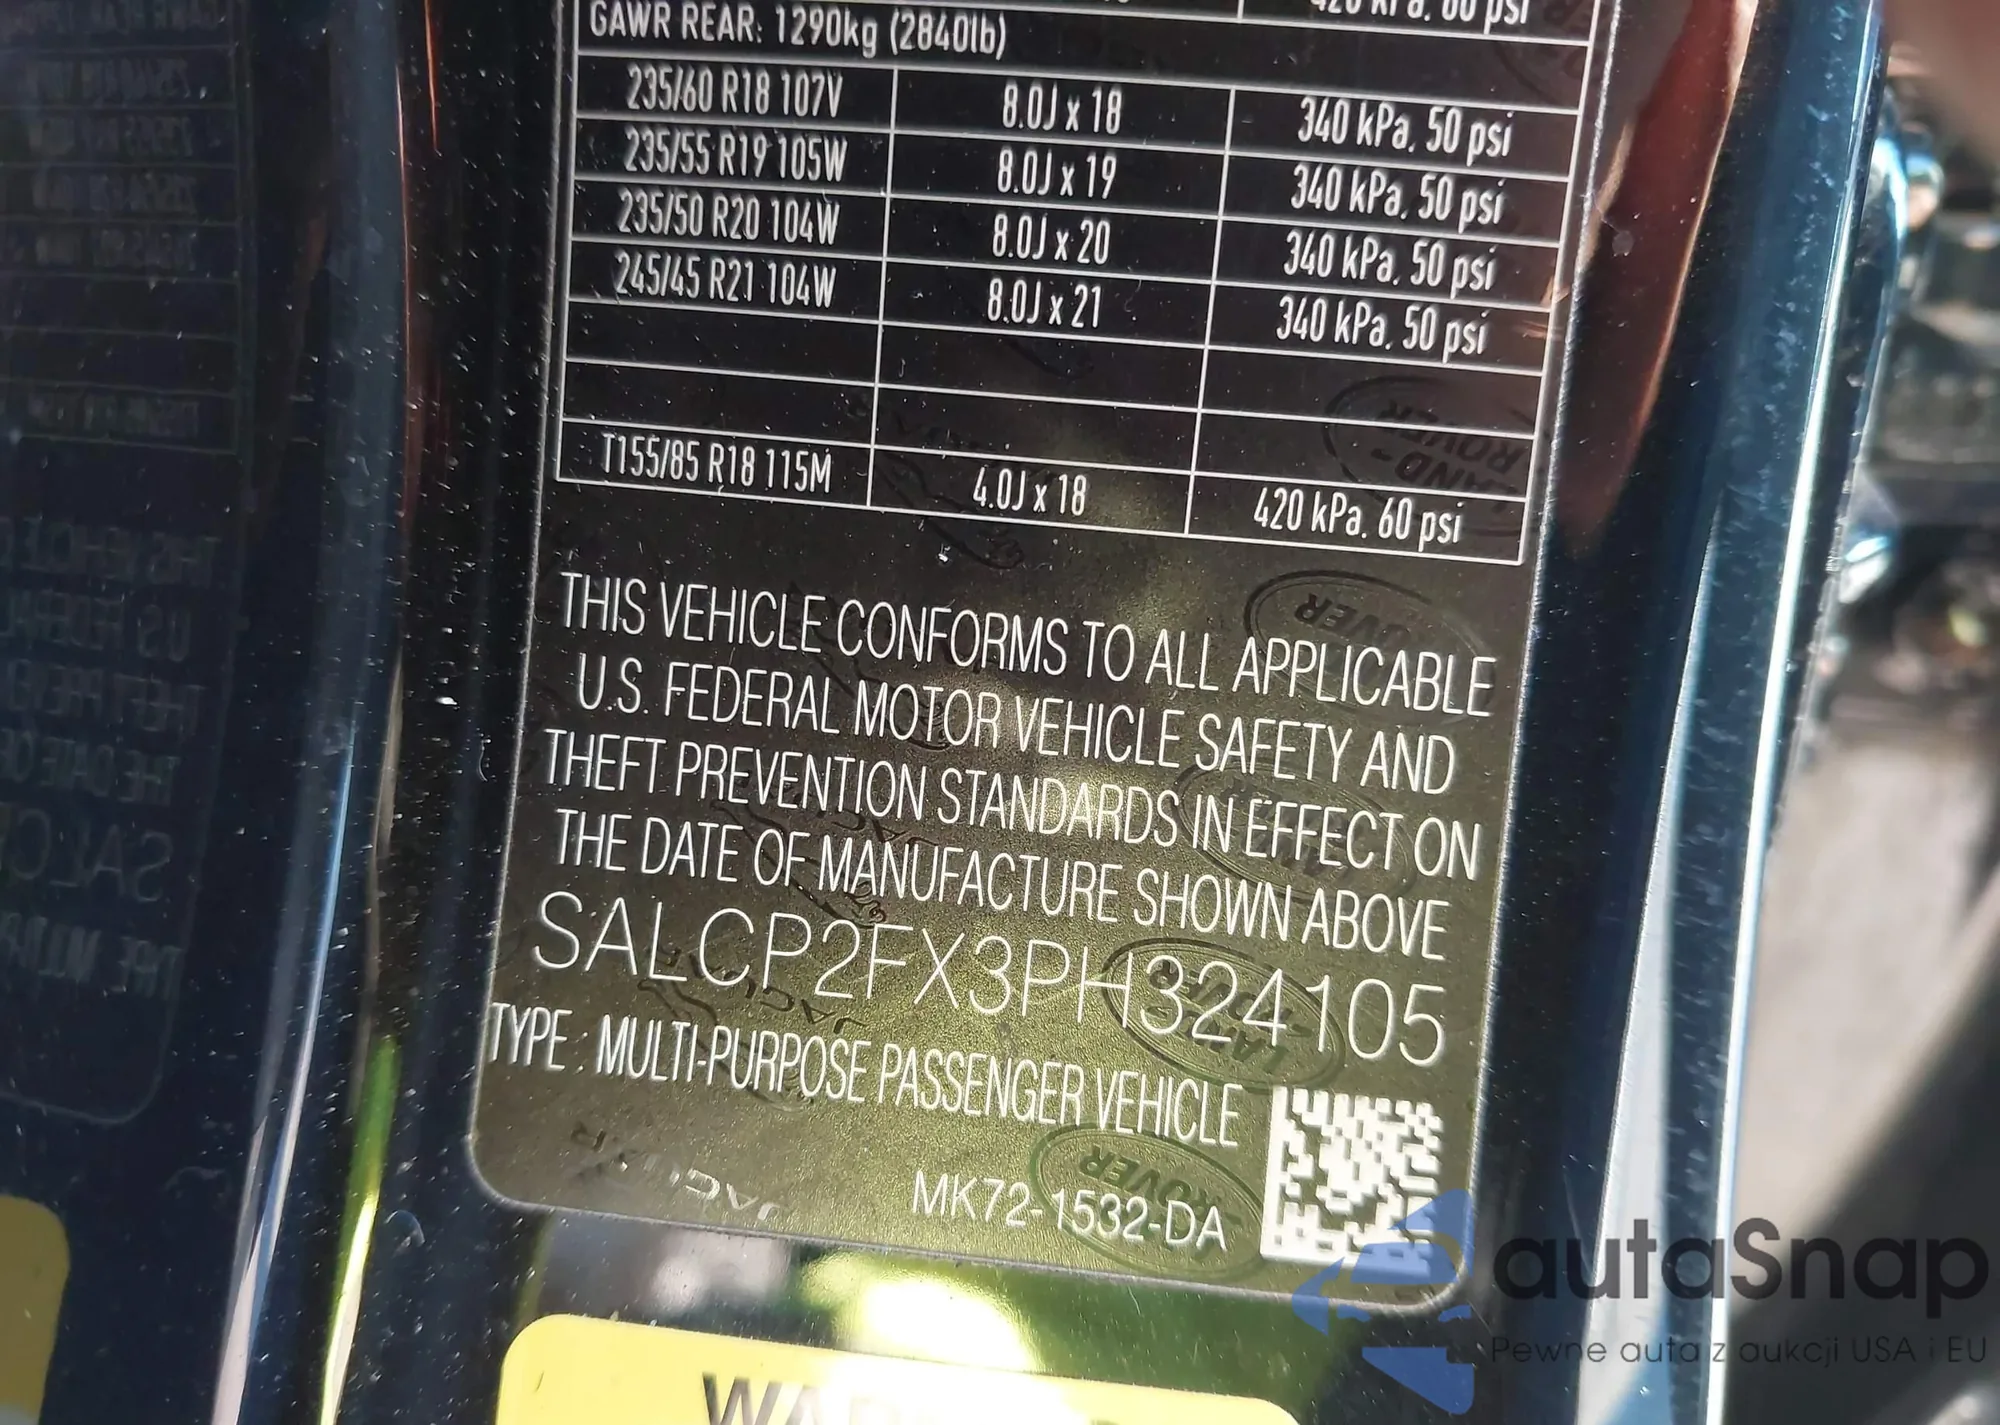 420 kPa. 60 psi
GAWR REAR: 1290kg (2840lb)
235/60 R18 107V 8.0J x 18 340 kPa. 50 psi
235/55 R19 105W 8.0J x 19 340 kPa. 50 psi
235/50 R20 104W 8.0J x 20 340 kPa. 50 psi
245/45 R21 104W 8.0J x 21 340 kPa. 50 psi
T155/85 R18 115M 4.0J x 18 420 kPa. 60 psi
THIS VEHICLE CONFORMS TO ALL APPLICABLE
U.S. FEDERAL MOTOR VEHICLE SAFETY AND
THEFT PREVENTION STANDARDS IN EFFECT ON
THE DATE OF MANUFACTURE SHOWN ABOVE
SALCP2FX3PH324105
TYPE : MULTI-PURPOSE PASSENGER VEHICLE
MK72-1532-DA
autaSnap
Pewne auta z aukcji USA i EU